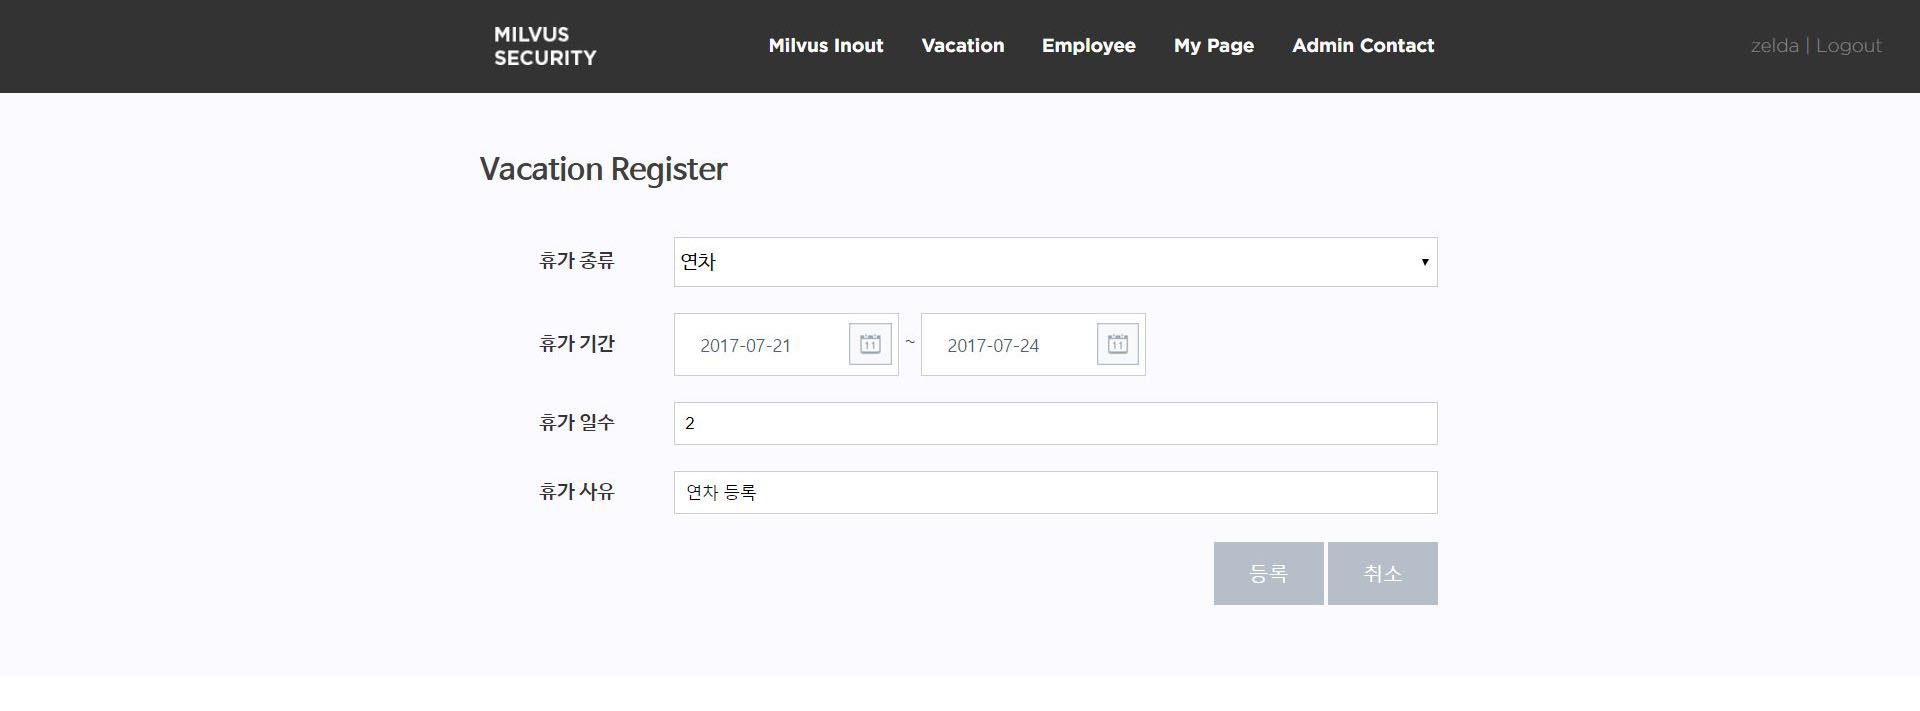 MILVUS
SECURITY
Milvus Inout Vacation Employee My Page Admin Contact
zelda | Logout
Vacation Register
휴가 종류 연차
휴가 기간 2017-07-21 ~ 2017-07-24
휴가 일수 2
휴가 사유 연차 등록
등록 취소